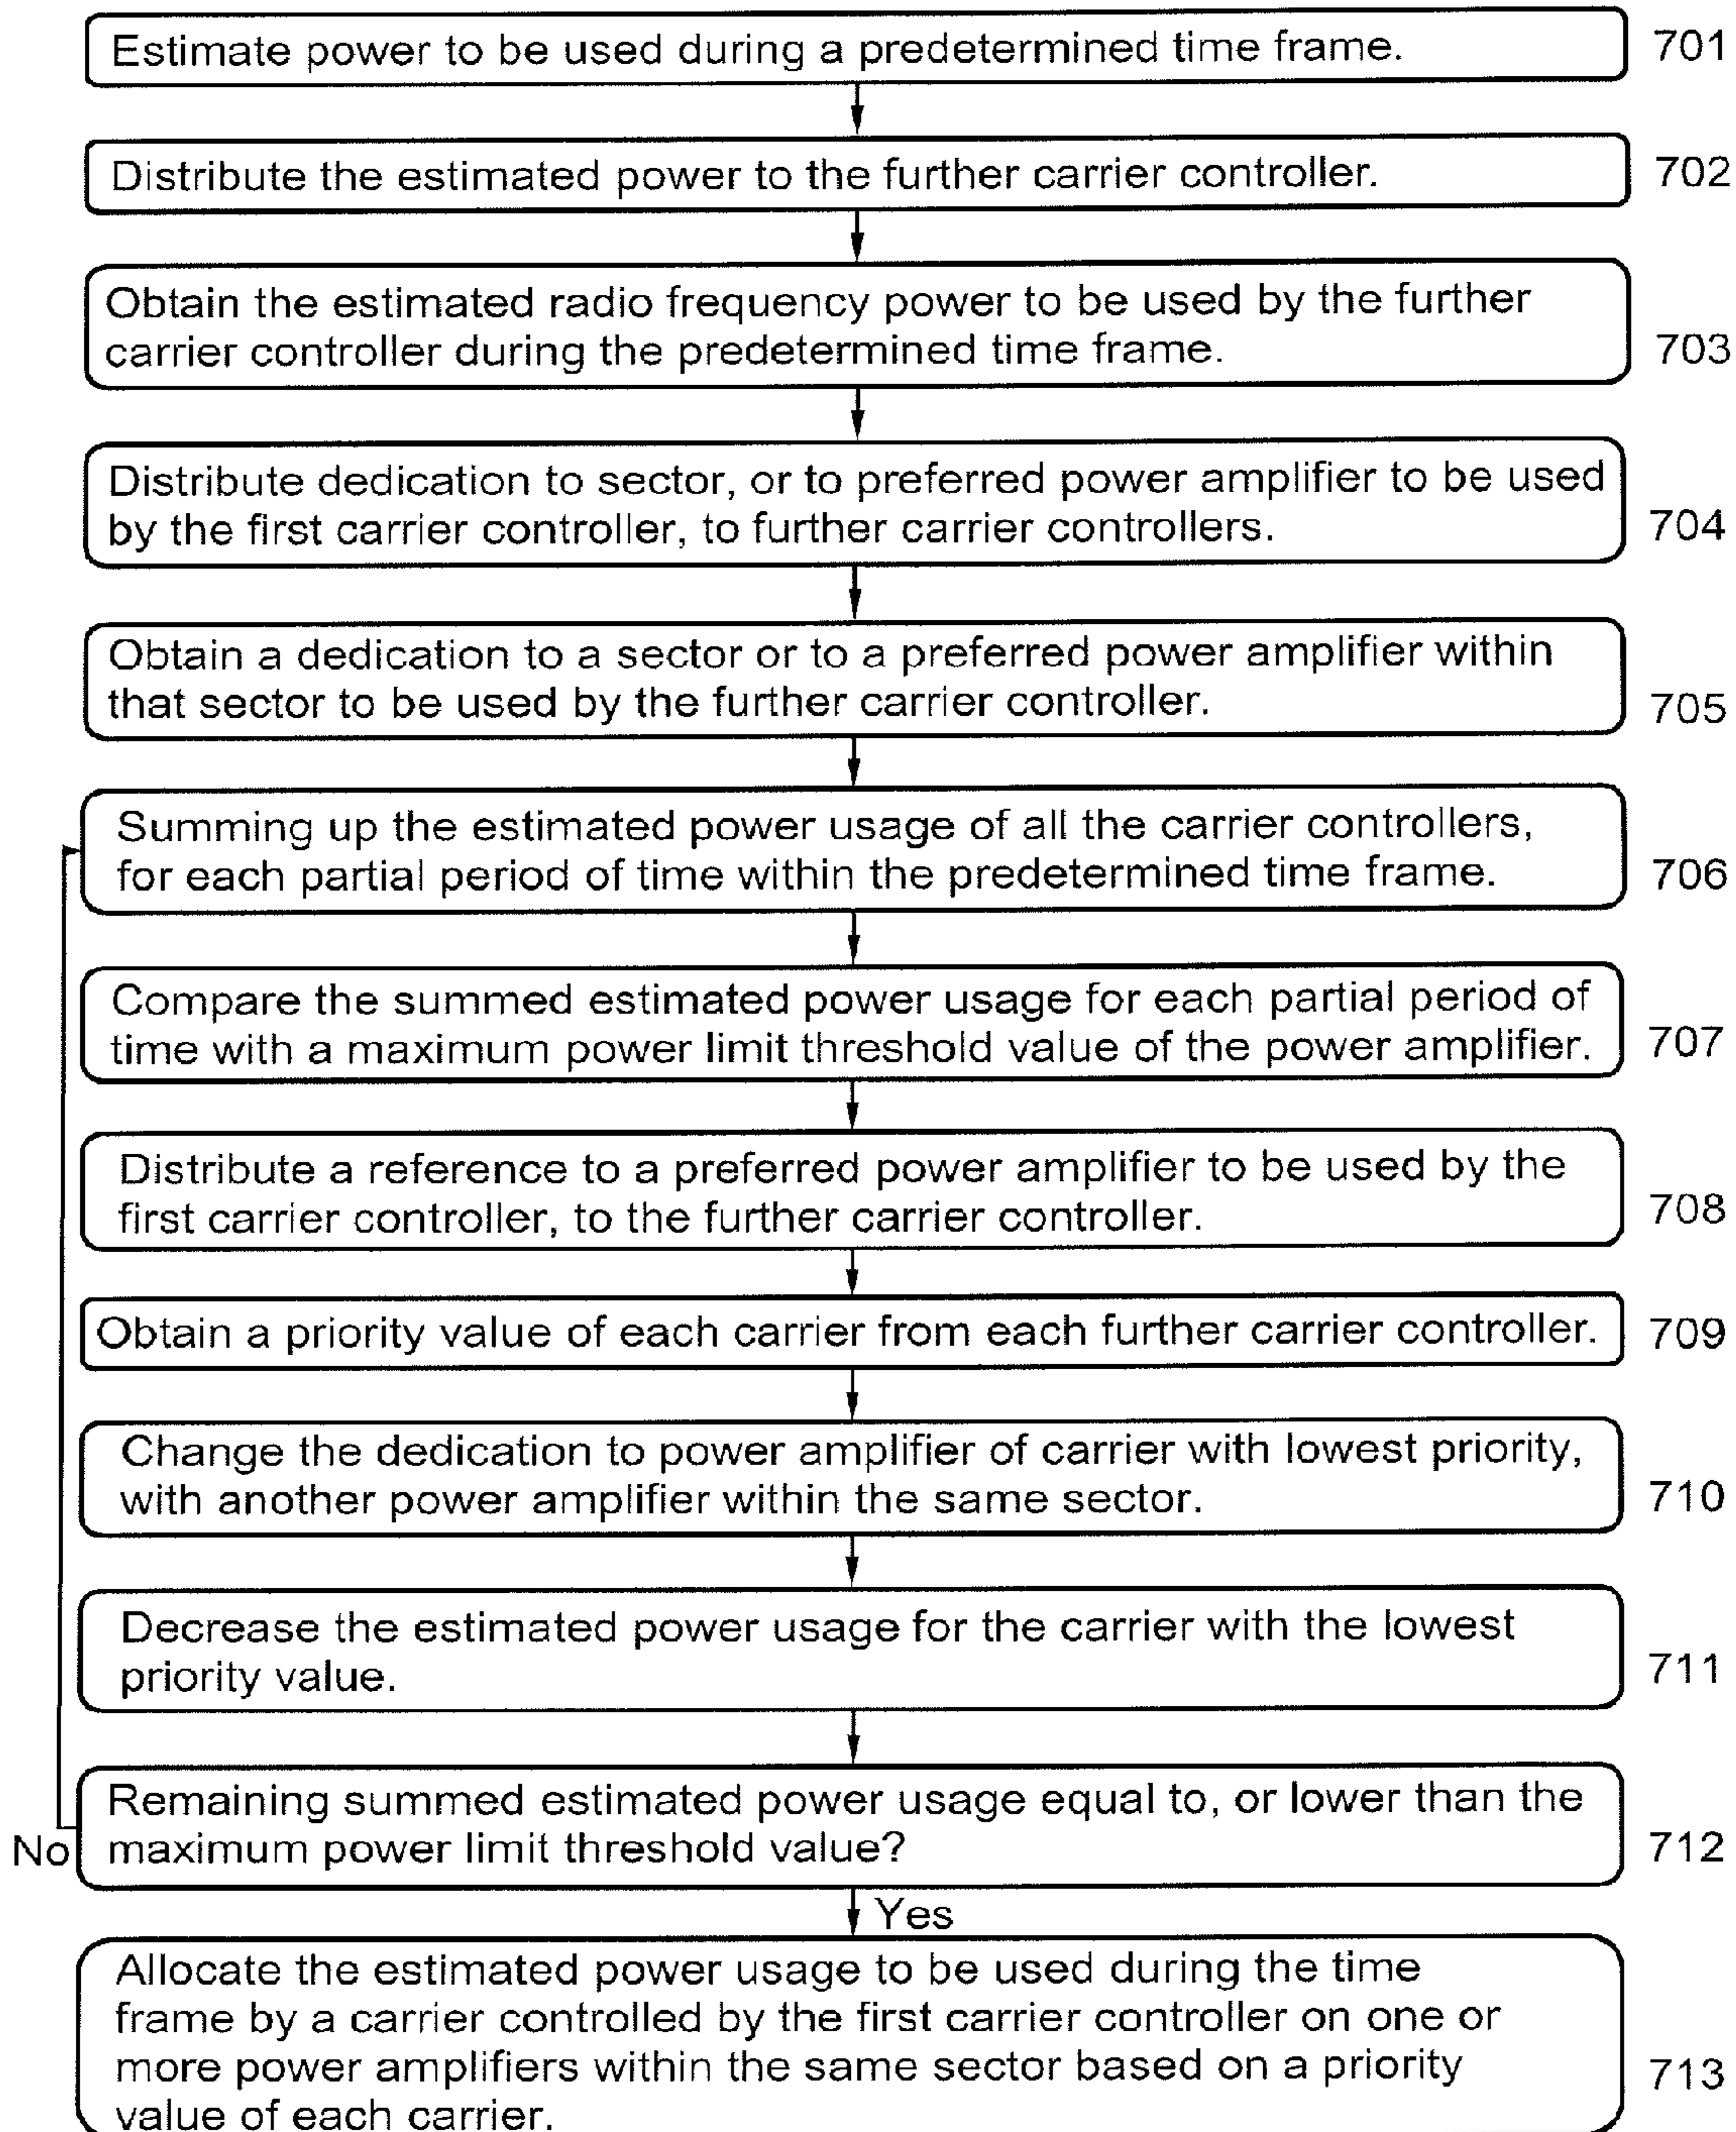 Estimate power to be used during a predetermined time frame.
701
Distribute the estimated power to the further carrier controller.
702
Obtain the estimated radio frequency power to be used by the further
carrier controller during the predetermined time frame.
703
Distribute dedication to sector, or to preferred power amplifier to be used
by the first carrier controller, to further carrier controllers.
704
Obtain a dedication to a sector or to a preferred power amplifier within
that sector to be used by the further carrier controller.
705
Summing up the estimated power usage of all the carrier controllers,
for each partial period of time within the predetermined time frame.
706
Compare the summed estimated power usage for each partial period of
time with a maximum power limit threshold value of the power amplifier.
707
Distribute a reference to a preferred power amplifier to be used by the
first carrier controller, to the further carrier controller.
708
Obtain a priority value of each carrier from each further carrier controller.
709
Change the dedication to power amplifier of carrier with lowest priority,
with another power amplifier within the same sector.
710
Decrease the estimated power usage for the carrier with the lowest
priority value.
711
Remaining summed estimated power usage equal to, or lower than the
maximum power limit threshold value?
712
No
Yes
Allocate the estimated power usage to be used during the time
frame by a carrier controlled by the first carrier controller on one or
more power amplifiers within the same sector based on a priority
value of each carrier.
713